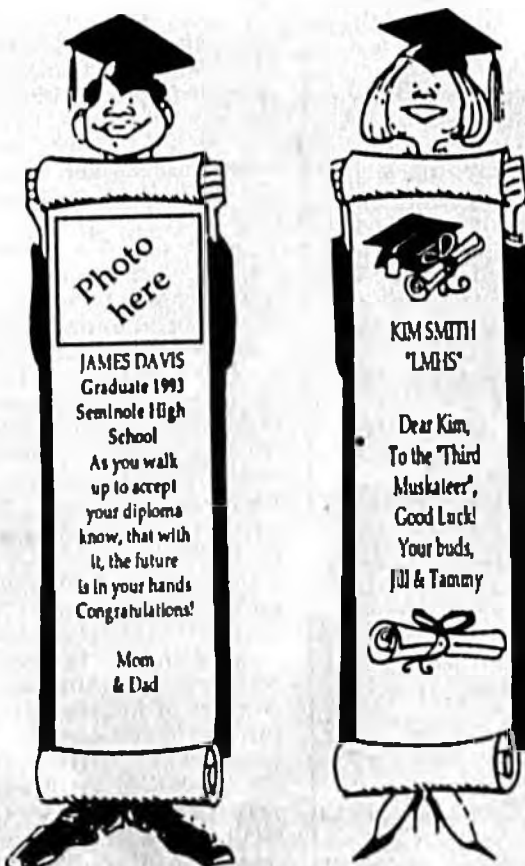 Photo
here
JAMES DAVIS
Graduate 1993
Seminole High
School
As you walk
up to accept
your diploma
know, that with
it, the future
is in your hands
Congratulations!
Mom
& Dad
KIM SMITH
"LMHS"
Dear Kim,
To the "Third
Muskateer",
Good Luck!
Your buds,
Jill & Tammy